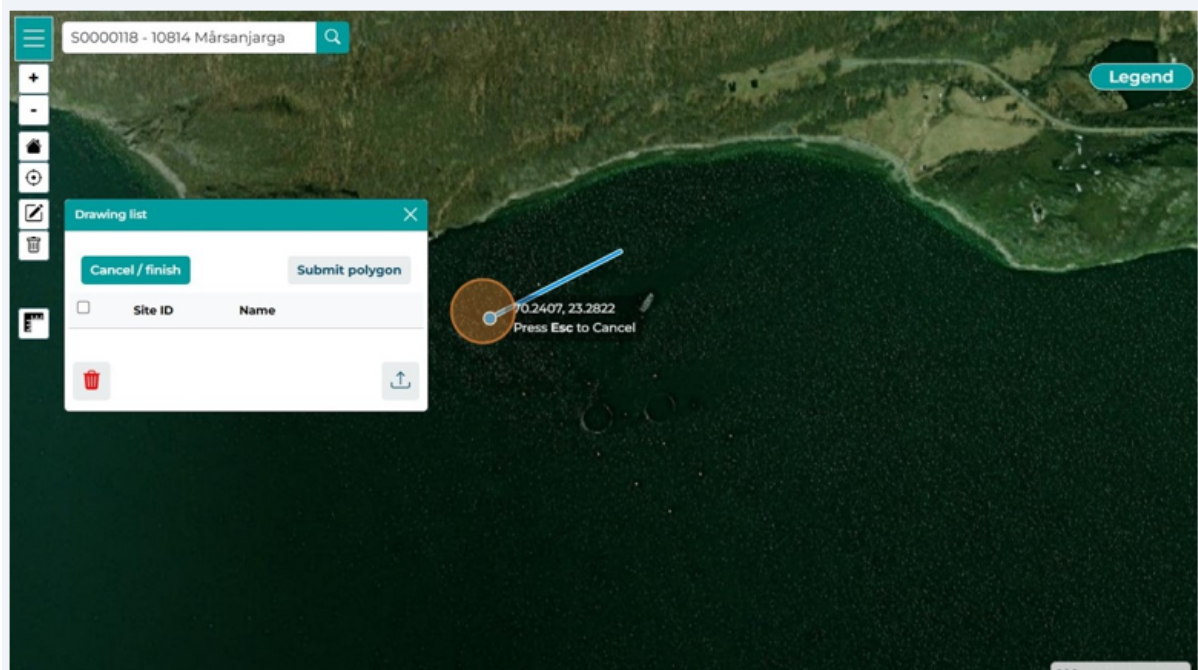 S0000118 - 10814 Mårsanjarga
+
-
Legend
Drawing list
Cancel / finish
Submit polygon
Site ID
Name
70.2407, 23.2822
Press Esc to Cancel